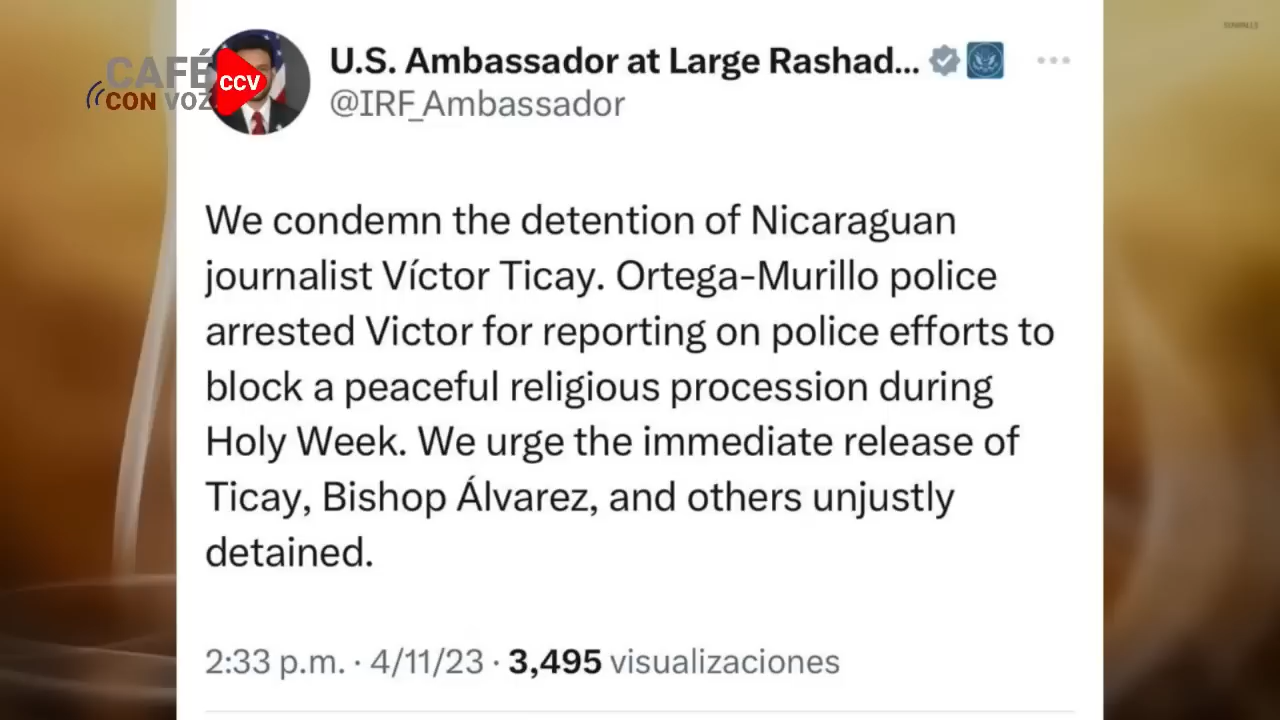 CAFÉ
CON VOZ
CCV
U.S. Ambassador at Large Rashad...
@IRF_Ambassador
We condemn the detention of Nicaraguan
journalist Víctor Ticay. Ortega-Murillo police
arrested Victor for reporting on police efforts to
block a peaceful religious procession during
Holy Week. We urge the immediate release of
Ticay, Bishop Álvarez, and others unjustly
detained.
2:33 p.m. · 4/11/23 · 3,495 visualizaciones